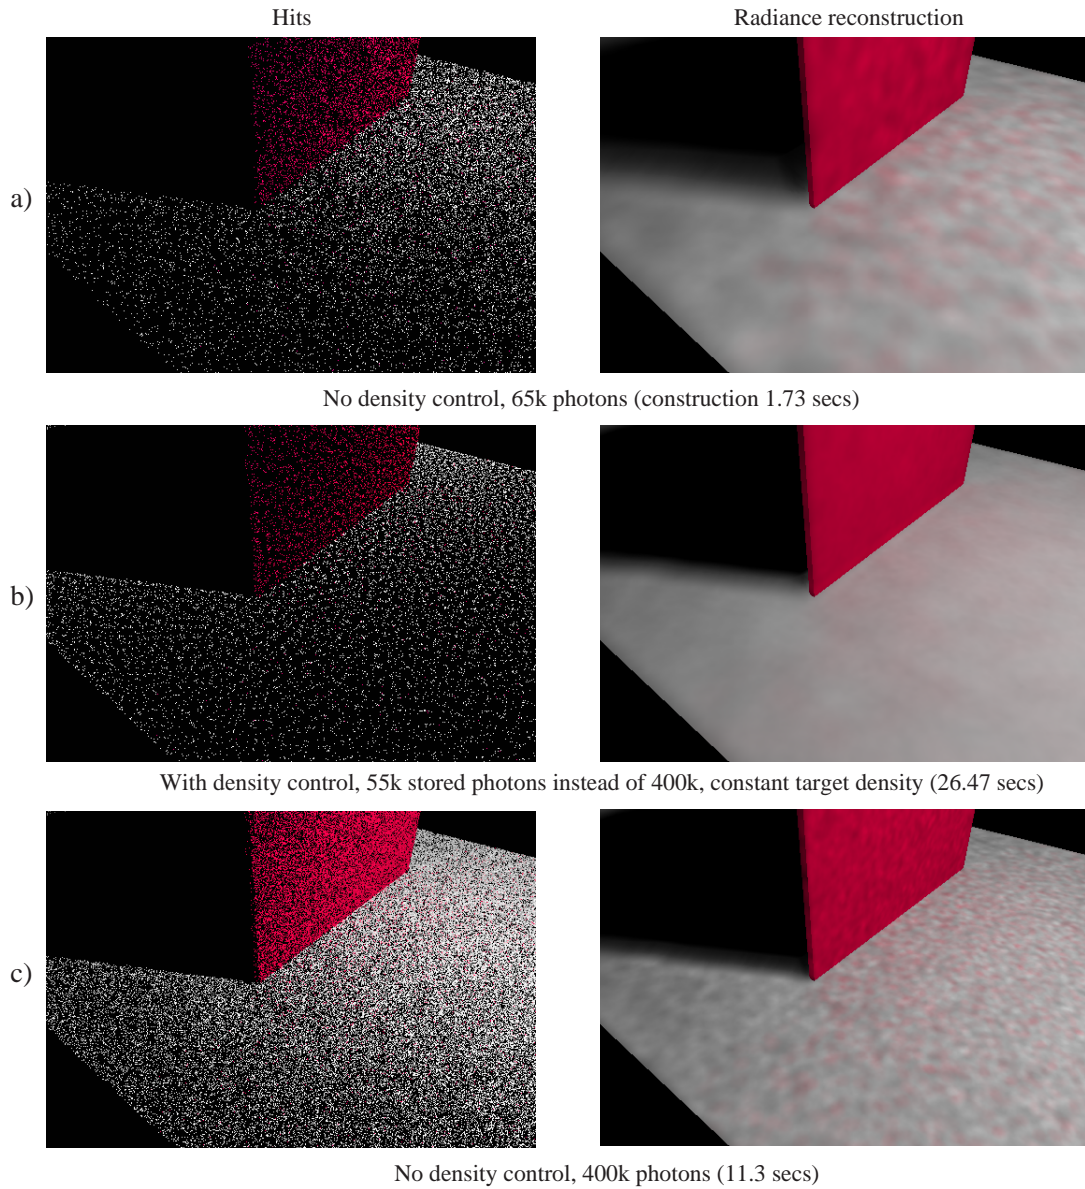 Hits
Radiance reconstruction
a)
No density control, 65k photons (construction 1.73 secs)
b)
With density control, 55k stored photons instead of 400k, constant target density (26.47 secs)
c)
No density control, 400k photons (11.3 secs)